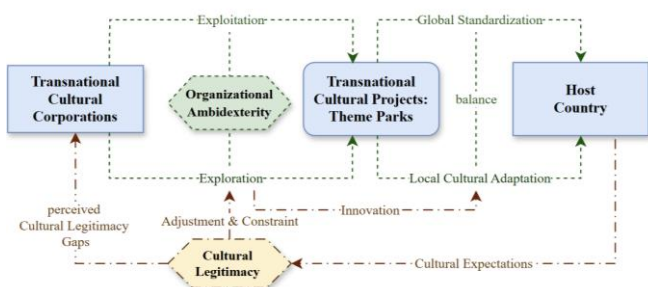 Exploitation
Global Standardization
Transnational
Cultural
Corporations
Organizational
Ambidexterity
Transnational
Cultural Projects:
Theme Parks
balance
Host
Country
Exploration
Local Cultural Adaptation
perceived
Cultural Legitimacy
Gaps
Adjustment & Constraint
Innovation
Cultural
Legitimacy
Cultural Expectations